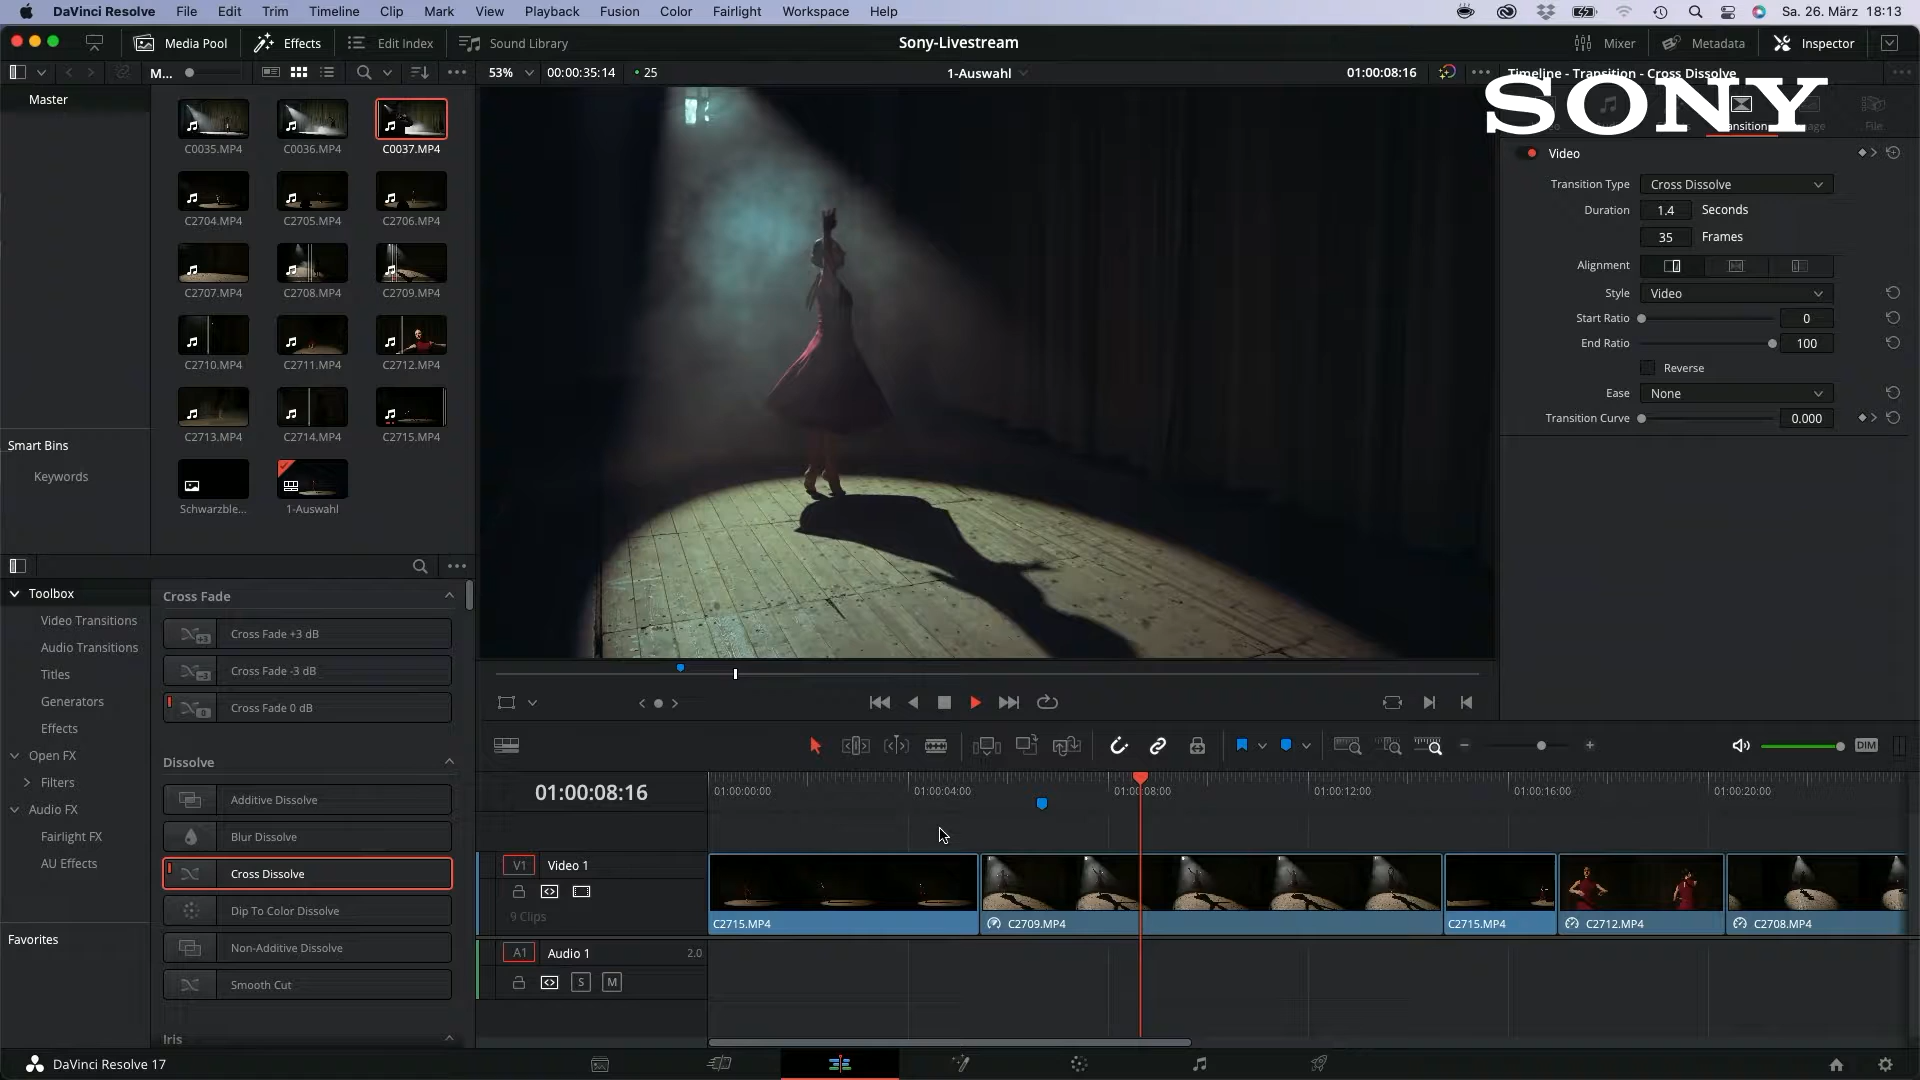 DaVinci Resolve File Edit Trim Timeline Clip Mark View Playback Fusion Color Fairlight Workspace Help Sa. 26. März 18:13
Media Pool Effects Edit Index Sound Library Sony-Livestream Mixer Metadata Inspector
M... 53% 00:00:35:14 25 1-Auswahl 01:00:08:16 Timeline - Transition - Cross Dissolve
SONY
Master
C0035.MP4 C0036.MP4 C0037.MP4
C2704.MP4 C2705.MP4 C2706.MP4
C2707.MP4 C2708.MP4 C2709.MP4
C2710.MP4 C2711.MP4 C2712.MP4
C2713.MP4 C2714.MP4 C2715.MP4
Schwarzble... 1-Auswahl
Smart Bins
Keywords
File
Video
Transition Type Cross Dissolve
Duration 1.4 Seconds
35 Frames
Alignment
Style Video
Start Ratio 0
End Ratio 100
Reverse
Ease None
Transition Curve 0.000
Toolbox
Video Transitions
Audio Transitions
Titles
Generators
Effects
Open FX
Filters
Audio FX
Fairlight FX
AU Effects
Favorites
Cross Fade
+3 Cross Fade +3 dB
-3 Cross Fade -3 dB
0 Cross Fade 0 dB
Dissolve
Additive Dissolve
Blur Dissolve
Cross Dissolve
Dip To Color Dissolve
Non-Additive Dissolve
Smooth Cut
Iris
DIM
01:00:08:16 01:00:00:00 01:00:04:00 01:00:08:00 01:00:12:00 01:00:16:00 01:00:20:00
V1 Video 1
9 Clips
C2715.MP4 C2709.MP4 C2715.MP4 C2712.MP4 C2708.MP4
A1 Audio 1 2.0
S M
DaVinci Resolve 17